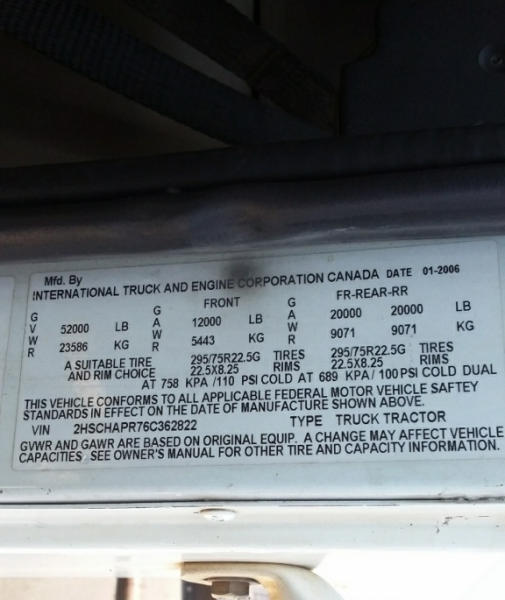 Mfd. By
INTERNATIONAL TRUCK AND ENGINE CORPORATION CANADA DATE 01-2006
G V W R 52000 LB 23586 KG
G A W R FRONT 12000 LB 5443 KG
G A W R FR-REAR-RR 20000 20000 LB 9071 9071 KG
A SUITABLE TIRE 295/75R22.5G TIRES 295/75R22.5G TIRES
AND RIM CHOICE 22.5X8.25 RIMS 22.5X8.25 RIMS
AT 758 KPA /110 PSI COLD AT 689 KPA / 100 PSI COLD DUAL
THIS VEHICLE CONFORMS TO ALL APPLICABLE FEDERAL MOTOR VEHICLE SAFTEY
STANDARDS IN EFFECT ON THE DATE OF MANUFACTURE SHOWN ABOVE.
VIN 2HSCHAPR76C362822 TYPE TRUCK TRACTOR
GVWR AND GAWR ARE BASED ON ORIGINAL EQUIP. A CHANGE MAY AFFECT VEHICLE
CAPACITIES. SEE OWNER'S MANUAL FOR OTHER TIRE AND CAPACITY INFORMATION.